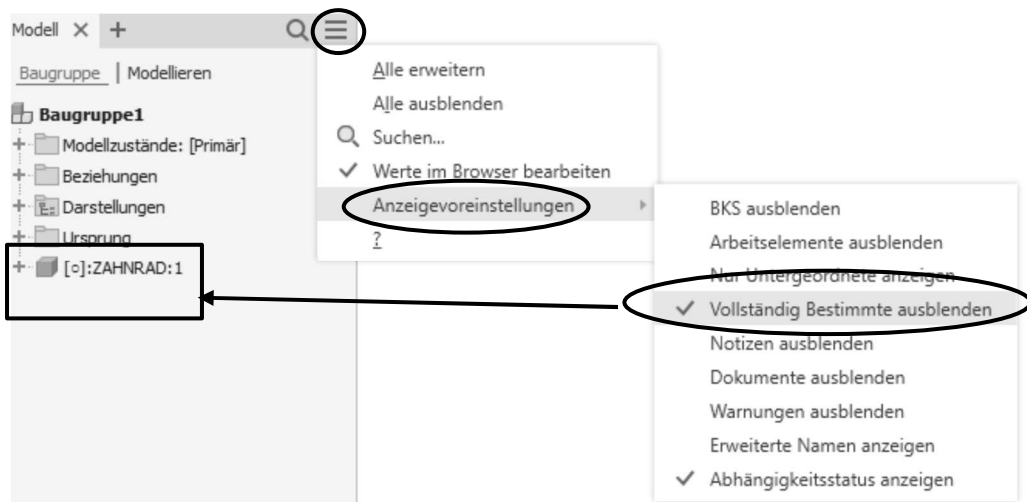 Modell
Baugruppe | Modellieren
Baugruppe1
Modellzustände: [Primär]
Beziehungen
Darstellungen
Ursprung
[○]:ZAHNRAD:1
Alle erweitern
Alle ausblenden
Suchen...
Werte im Browser bearbeiten
Anzeigevoreinstellungen
?
BKS ausblenden
Arbeitselemente ausblenden
Nur Untergeordnete anzeigen
Vollständig Bestimmte ausblenden
Notizen ausblenden
Dokumente ausblenden
Warnungen ausblenden
Erweiterte Namen anzeigen
Abhängigkeitsstatus anzeigen